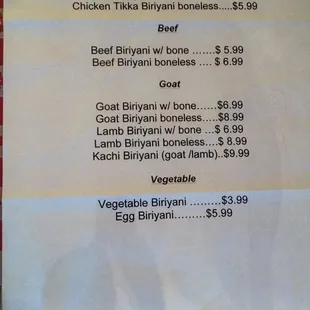 Chicken Tikka Biriyani boneless.....$5.99
Beef
Beef Biriyani w/ bone .......$ 5.99
Beef Biriyani boneless .... $ 6.99
Goat
Goat Biriyani w/ bone......$6.99
Goat Biriyani boneless.....$8.99
Lamb Biriyani w/ bone ...$ 6.99
Lamb Biriyani boneless....$ 8.99
Kachi Biriyani (goat /lamb)..$9.99
Vegetable
Vegetable Biriyani .........$3.99
Egg Biriyani.........$5.99